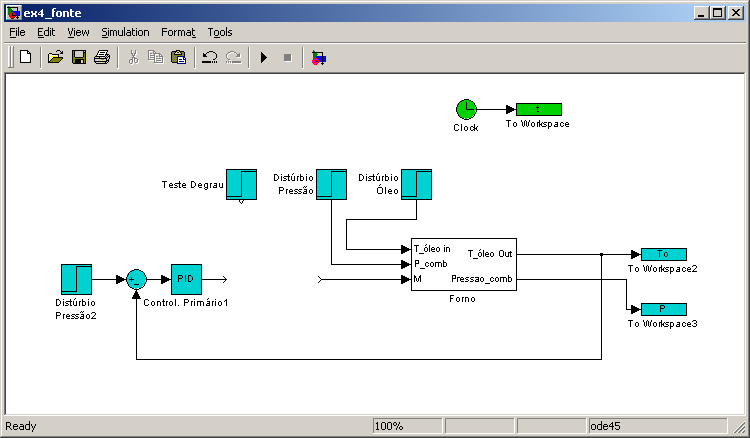 ex4_fonte
File Edit View Simulation Format Tools
t
Clock
To Workspace
Teste Degrau
Distúrbio
Pressão
Distúrbio
Óleo
T_óleo in
P_comb
M
T_óleo Out
Pressao_comb
Forno
To
To Workspace2
P
To Workspace3
Distúrbio
Pressão2
+
-
PID
Control. Primário1
Ready 100% ode45